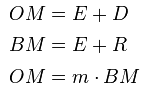 OM = E + D
BM = E + R
OM = m · BM